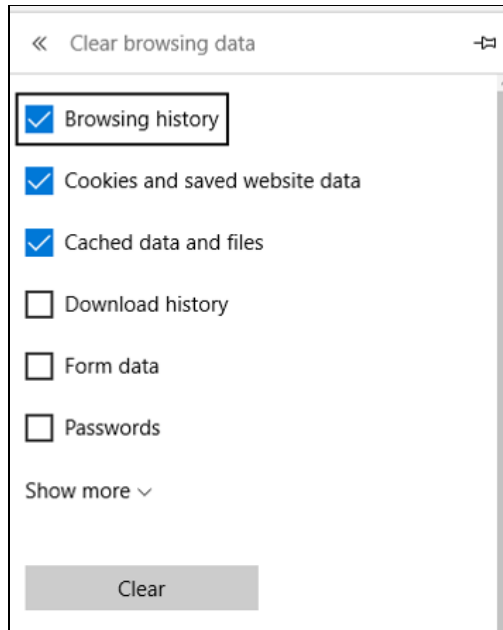 Clear browsing data
Browsing history
Cookies and saved website data
Cached data and files
Download history
Form data
Passwords
Show more
Clear